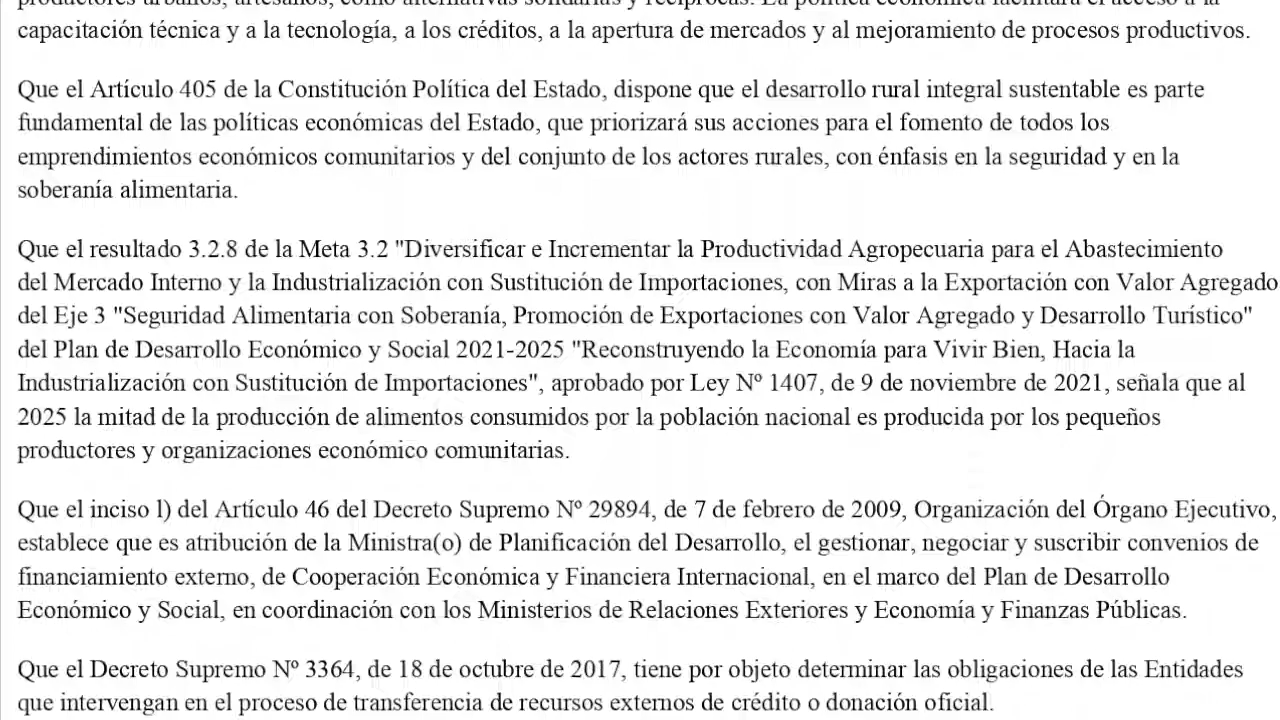 productores urbanos, artesanos, como alternativas solidarias y recíprocas. La política económica facilitará el acceso a la
capacitación técnica y a la tecnología, a los créditos, a la apertura de mercados y al mejoramiento de procesos productivos.
Que el Artículo 405 de la Constitución Política del Estado, dispone que el desarrollo rural integral sustentable es parte
fundamental de las políticas económicas del Estado, que priorizará sus acciones para el fomento de todos los
emprendimientos económicos comunitarios y del conjunto de los actores rurales, con énfasis en la seguridad y en la
soberanía alimentaria.
Que el resultado 3.2.8 de la Meta 3.2 "Diversificar e Incrementar la Productividad Agropecuaria para el Abastecimiento
del Mercado Interno y la Industrialización con Sustitución de Importaciones, con Miras a la Exportación con Valor Agregado
del Eje 3 "Seguridad Alimentaria con Soberanía, Promoción de Exportaciones con Valor Agregado y Desarrollo Turístico"
del Plan de Desarrollo Económico y Social 2021-2025 "Reconstruyendo la Economía para Vivir Bien, Hacia la
Industrialización con Sustitución de Importaciones", aprobado por Ley Nº 1407, de 9 de noviembre de 2021, señala que al
2025 la mitad de la producción de alimentos consumidos por la población nacional es producida por los pequeños
productores y organizaciones económico comunitarias.
Que el inciso l) del Artículo 46 del Decreto Supremo Nº 29894, de 7 de febrero de 2009, Organización del Órgano Ejecutivo,
establece que es atribución de la Ministra(o) de Planificación del Desarrollo, el gestionar, negociar y suscribir convenios de
financiamiento externo, de Cooperación Económica y Financiera Internacional, en el marco del Plan de Desarrollo
Económico y Social, en coordinación con los Ministerios de Relaciones Exteriores y Economía y Finanzas Públicas.
Que el Decreto Supremo Nº 3364, de 18 de octubre de 2017, tiene por objeto determinar las obligaciones de las Entidades
que intervengan en el proceso de transferencia de recursos externos de crédito o donación oficial.